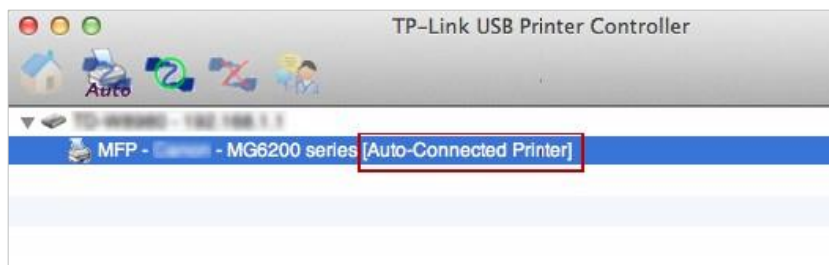 TP-Link USB Printer Controller
Auto
MFP - - MG6200 series [Auto-Connected Printer]